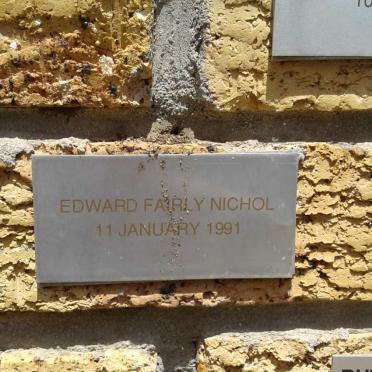 EDWARD FAIRLY NICHOL
11 JANUARY 1991